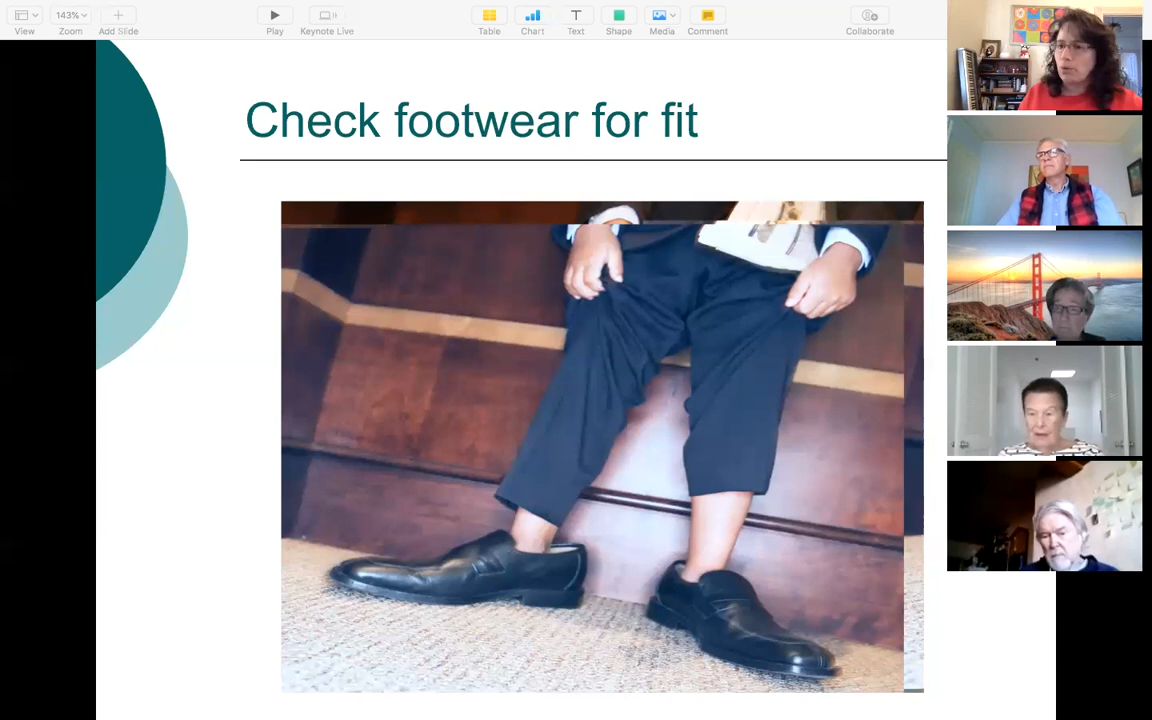 143%
View
Zoom
Add Slide
Play
Keynote Live
Table
Chart
Text
Shape
Media
Comment
Collaborate
Check footwear for fit